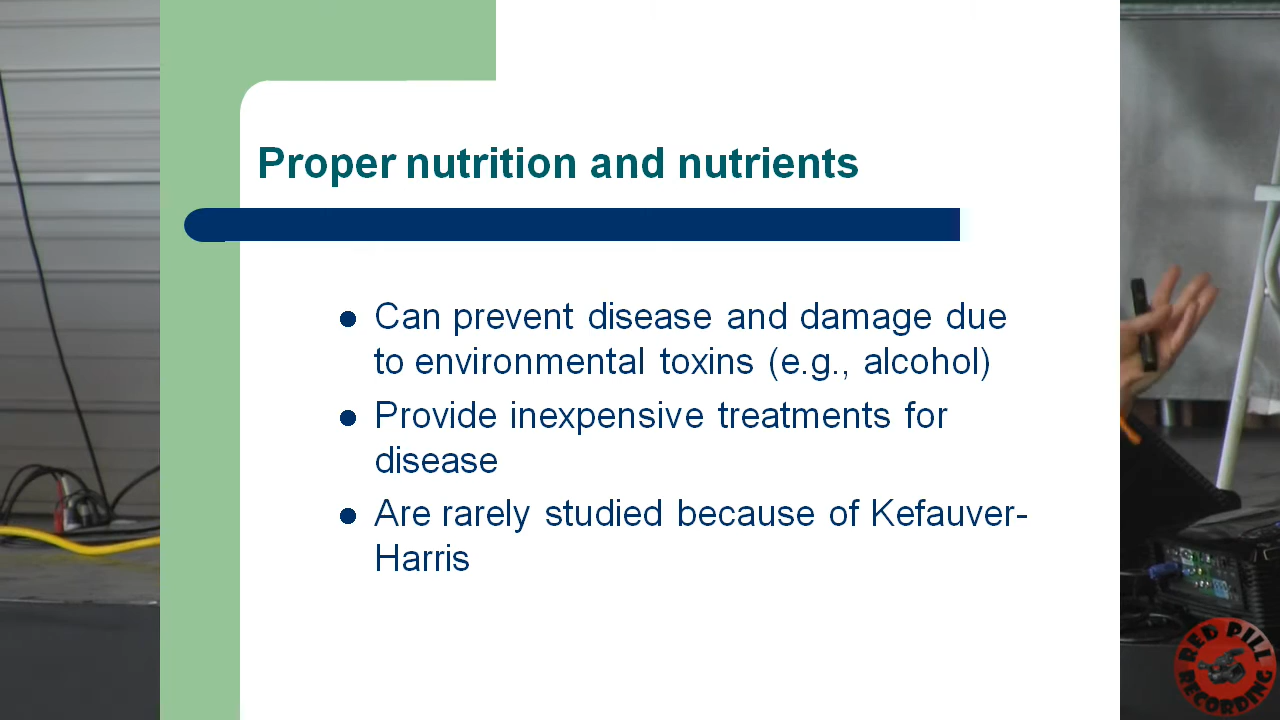 Proper nutrition and nutrients
● Can prevent disease and damage due
to environmental toxins (e.g., alcohol)
● Provide inexpensive treatments for
disease
● Are rarely studied because of Kefauver-
Harris
RED PILL
RECORDING